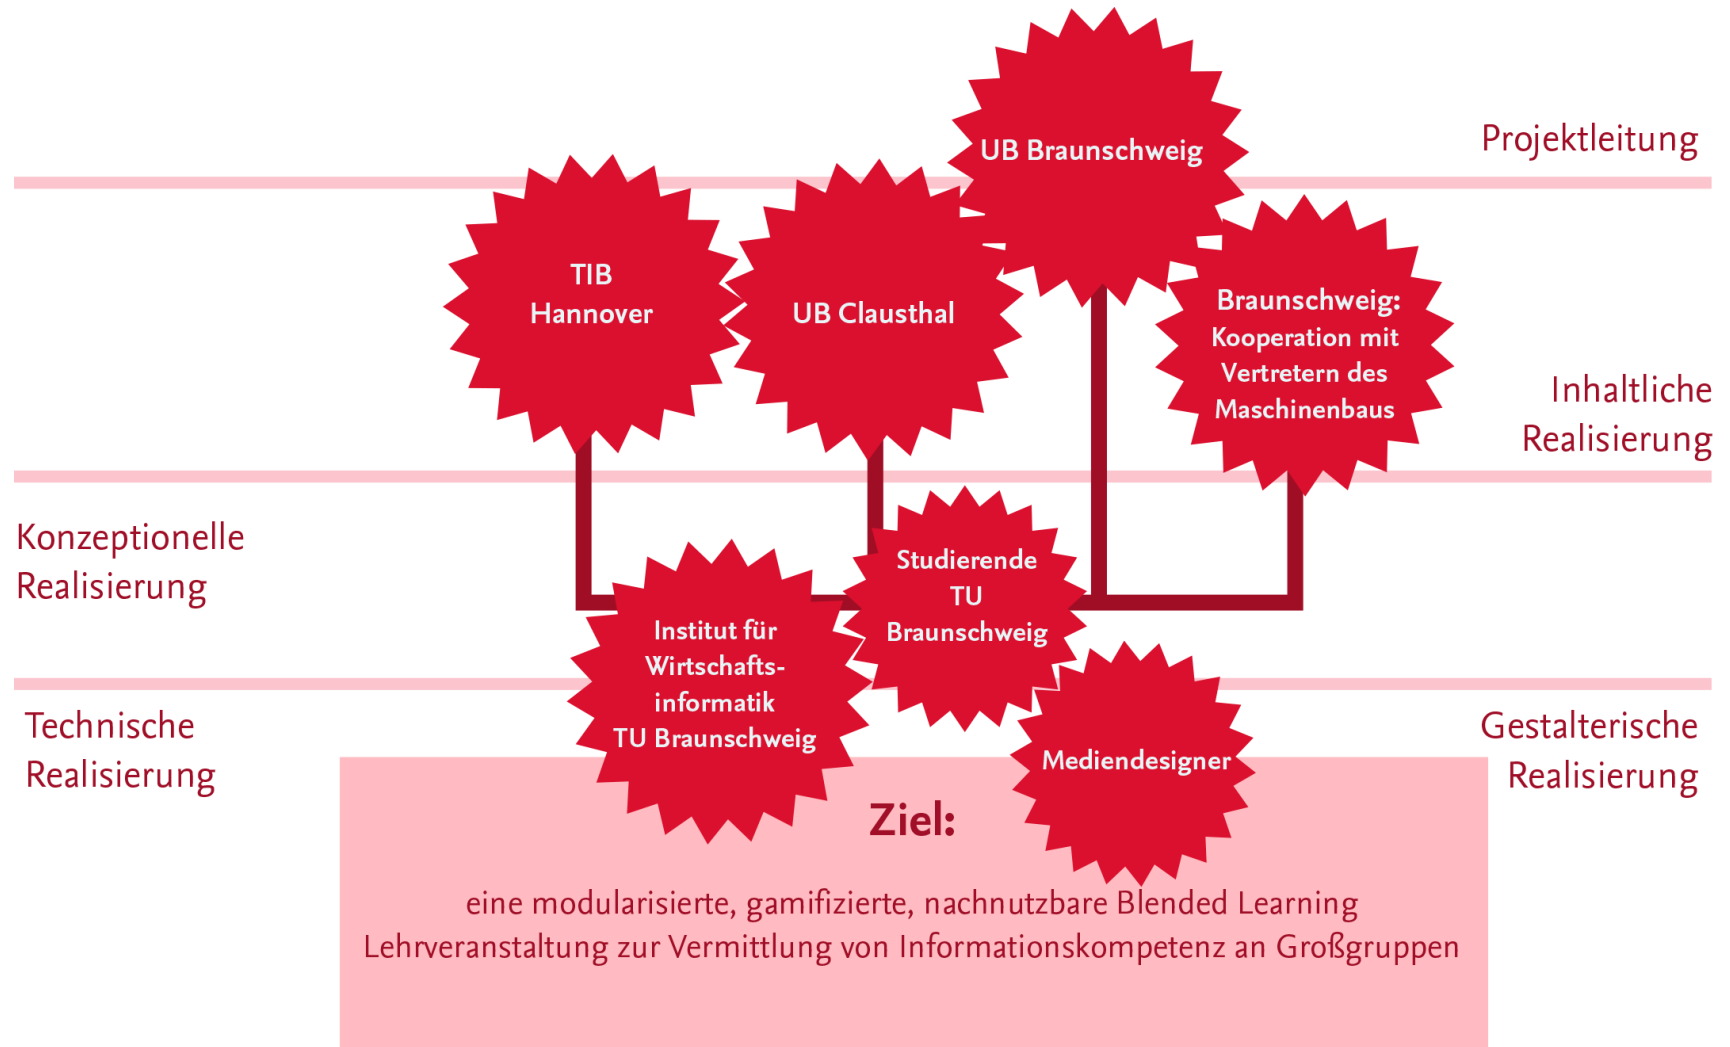 UB Braunschweig
Projektleitung
TIB
Hannover
UB Clausthal
Braunschweig:
Kooperation mit
Vertretern des
Maschinenbaus
Inhaltliche
Realisierung
Konzeptionelle
Realisierung
Studierende
TU
Braunschweig
Institut für
Wirtschafts-
informatik
TU Braunschweig
Technische
Realisierung
Mediendesigner
Gestalterische
Realisierung
Ziel:
eine modularisierte, gamifizierte, nachnutzbare Blended Learning
Lehrveranstaltung zur Vermittlung von Informationskompetenz an Großgruppen